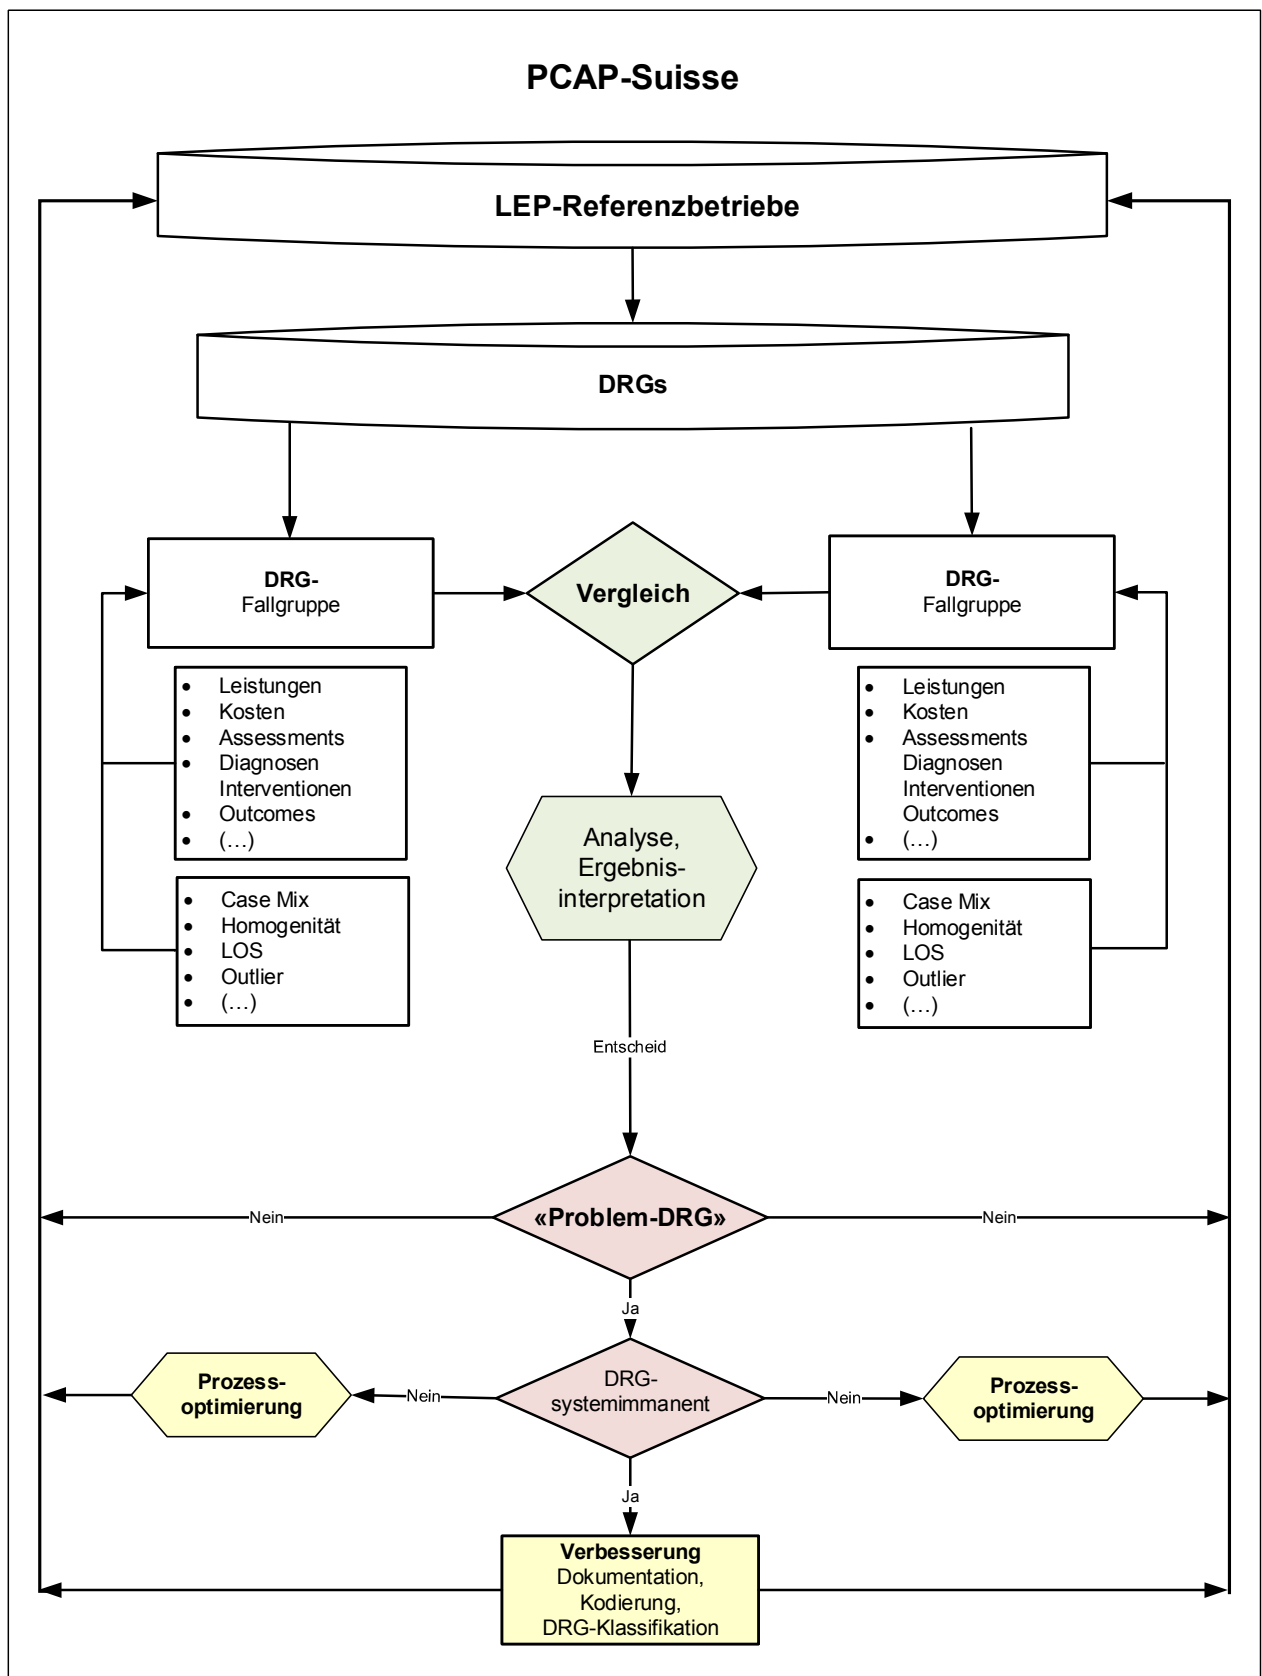 PCAP-Suisse
LEP-Referenzbetriebe
DRGs
DRG-
Fallgruppe
Vergleich
DRG-
Fallgruppe
• Leistungen
• Kosten
• Assessments
• Diagnosen
Interventionen
• Outcomes
• (…)
• Case Mix
• Homogenität
• LOS
• Outlier
• (…)
Analyse,
Ergebnis-
interpretation
• Leistungen
• Kosten
• Assessments
Diagnosen
Interventionen
Outcomes
• (…)
• Case Mix
• Homogenität
• LOS
• Outlier
• (…)
Entscheid
Nein
«Problem-DRG»
Nein
Ja
Prozess-
optimierung
Nein
DRG-
systemimmanent
Nein
Prozess-
optimierung
Ja
Verbesserung
Dokumentation,
Kodierung,
DRG-Klassifikation